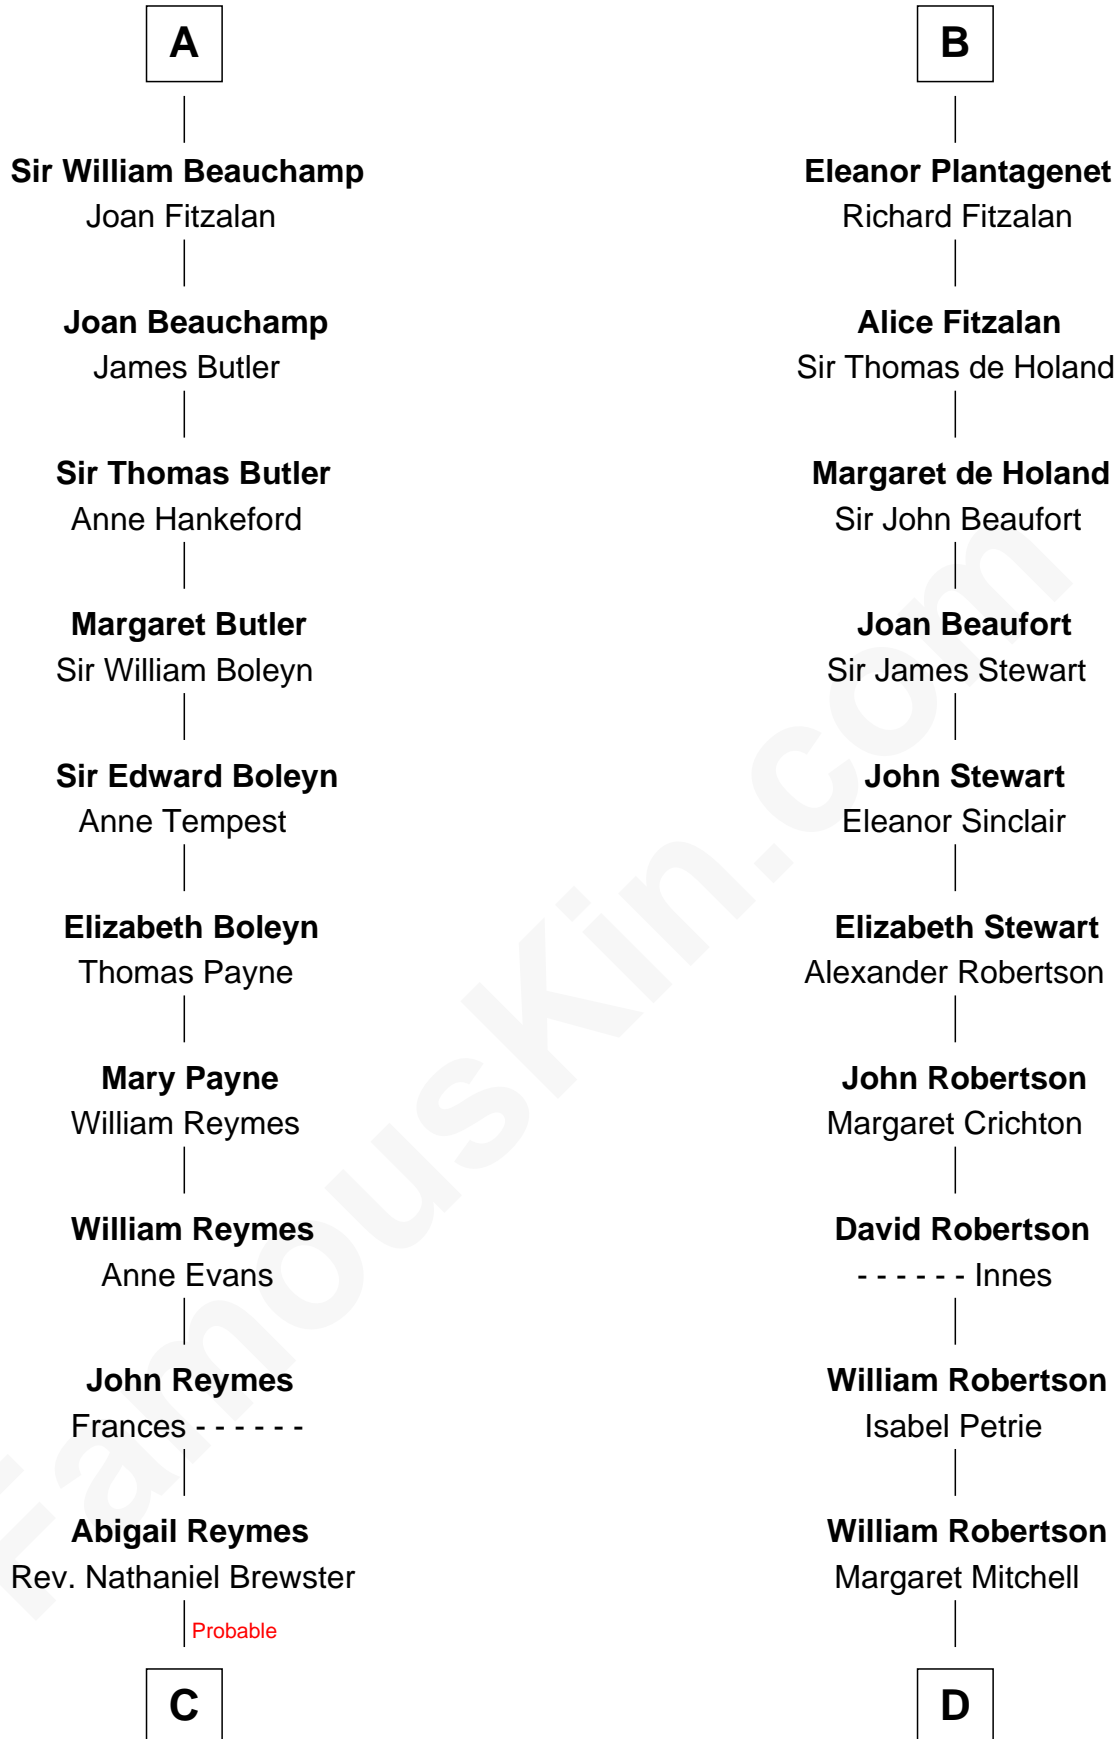 A
Sir William Beauchamp
Joan Fitzalan
Joan Beauchamp
James Butler
Sir Thomas Butler
Anne Hankeford
Margaret Butler
Sir William Boleyn
Sir Edward Boleyn
Anne Tempest
Elizabeth Boleyn
Thomas Payne
Mary Payne
William Reymes
William Reymes
Anne Evans
John Reymes
Frances - - - - - -
Abigail Reymes
Rev. Nathaniel Brewster
Probable
C
B
Eleanor Plantagenet
Richard Fitzalan
Alice Fitzalan
Sir Thomas de Holand
Margaret de Holand
Sir John Beaufort
Joan Beaufort
Sir James Stewart
John Stewart
Eleanor Sinclair
Elizabeth Stewart
Alexander Robertson
John Robertson
Margaret Crichton
David Robertson
- - - - - - Innes
William Robertson
Isabel Petrie
William Robertson
Margaret Mitchell
D
FamousKin.com